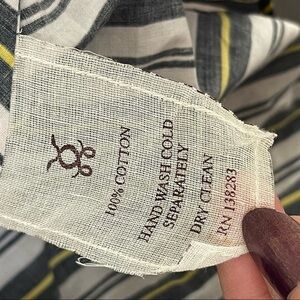 100% COTTON
HAND WASH COLD
SEPARATELY
DRY CLEAN
RN 138283